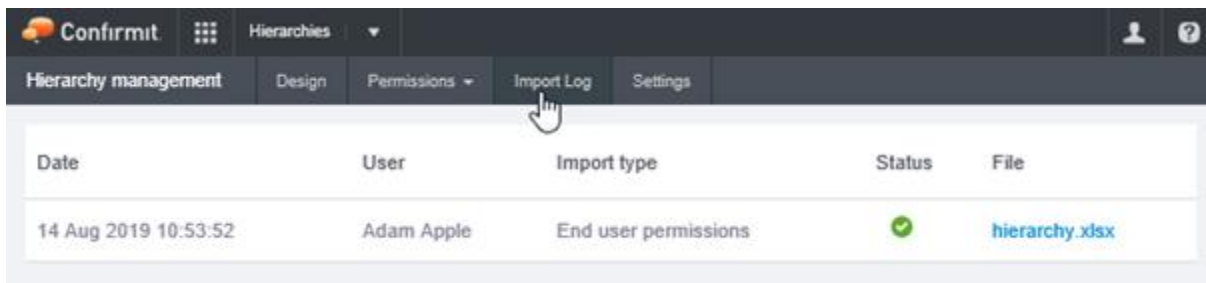 Confirmit Hierarchies
Hierarchy management Design Permissions Import Log Settings
Date User Import type Status File
14 Aug 2019 10:53:52 Adam Apple End user permissions hierarchy.xlsx